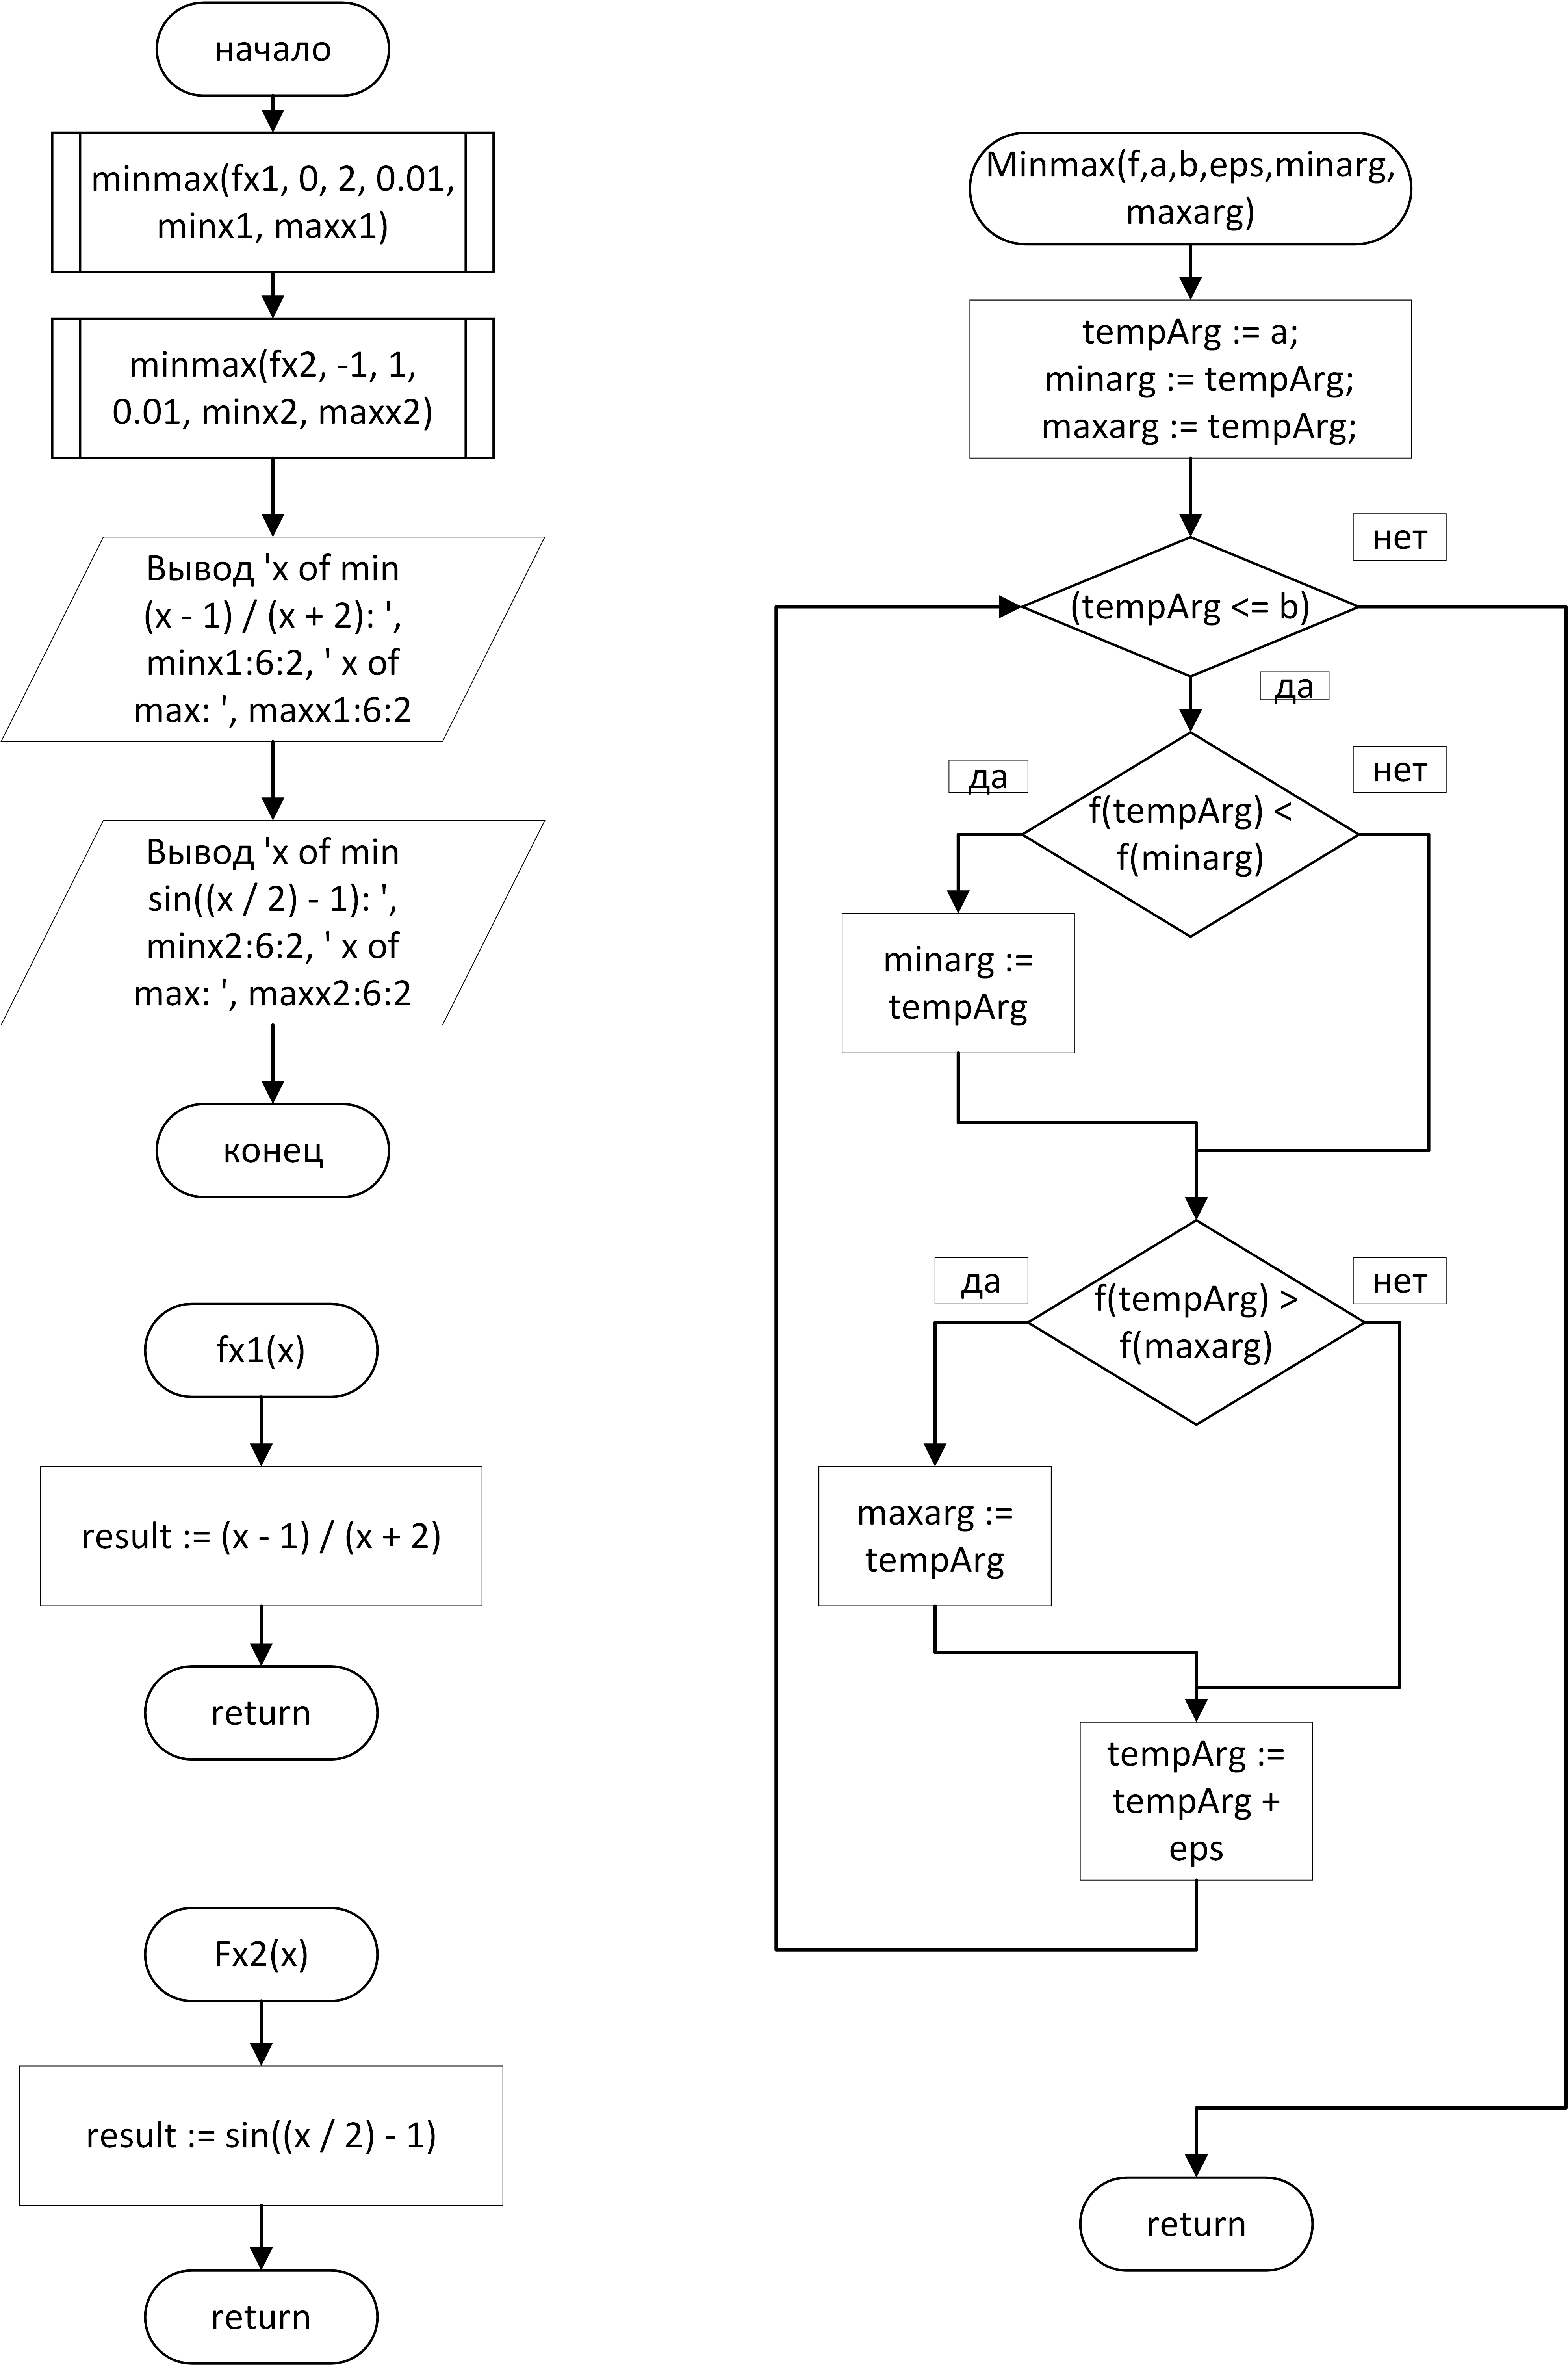 начало
minmax(fx1, 0, 2, 0.01,
minx1, maxx1)
minmax(fx2, -1, 1,
0.01, minx2, maxx2)
Вывод 'x of min
(x - 1) / (x + 2): ',
minx1:6:2, ' x of
max: ', maxx1:6:2
Вывод 'x of min
sin((x / 2) - 1): ',
minx2:6:2, ' x of
max: ', maxx2:6:2
конец
fx1(x)
result := (x - 1) / (x + 2)
return
Fx2(x)
result := sin((x / 2) - 1)
return
Minmax(f,a,b,eps,minarg,
maxarg)
tempArg := a;
minarg := tempArg;
maxarg := tempArg;
нет
(tempArg <= b)
да
да
нет
f(tempArg) <
f(minarg)
minarg :=
tempArg
да
нет
f(tempArg) >
f(maxarg)
maxarg :=
tempArg
tempArg :=
tempArg +
eps
return